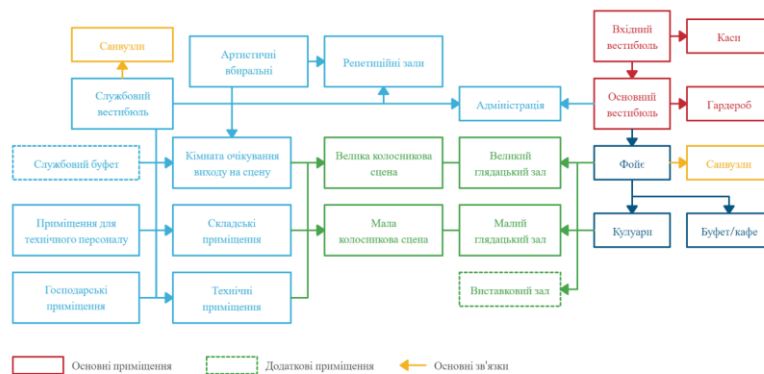 Санвузли
Артистичні
вбиральні
Репетиційні зали
Вхідний
вестибюль
Каси
Службовий
вестибюль
Адміністрація
Основний
вестибюль
Гардероб
Службовий буфет
Кімната очікування
виходу на сцену
Велика колосникова
сцена
Великий
глядацький зал
Фойє
Санвузли
Приміщення для
технічного персоналу
Складські
приміщення
Мала
колосникова сцена
Малий
глядацький зал
Кулуари
Буфет/кафе
Господарські
приміщення
Технічні
приміщення
Виставковий зал
Основні приміщення
Додаткові приміщення
Основні зв'язки